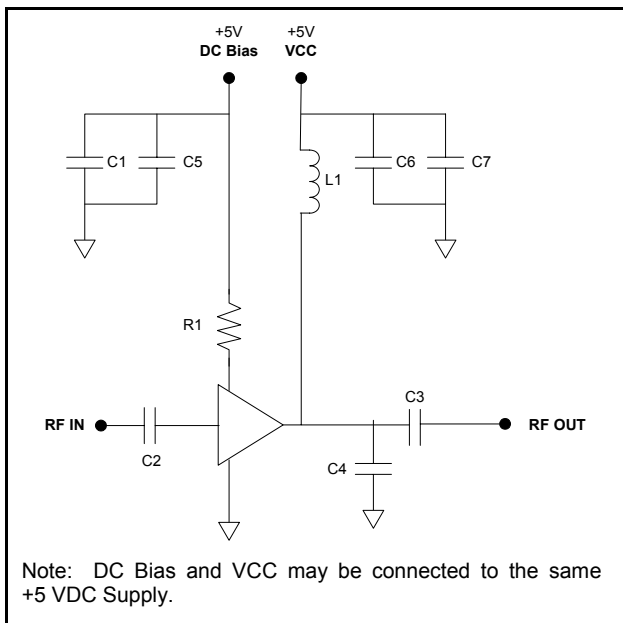 +5V +5V
DC Bias VCC
C1 C5 C6 C7
L1
R1
C3
RF IN RF OUT
C2 C4
Note: DC Bias and VCC may be connected to the same
+5 VDC Supply.